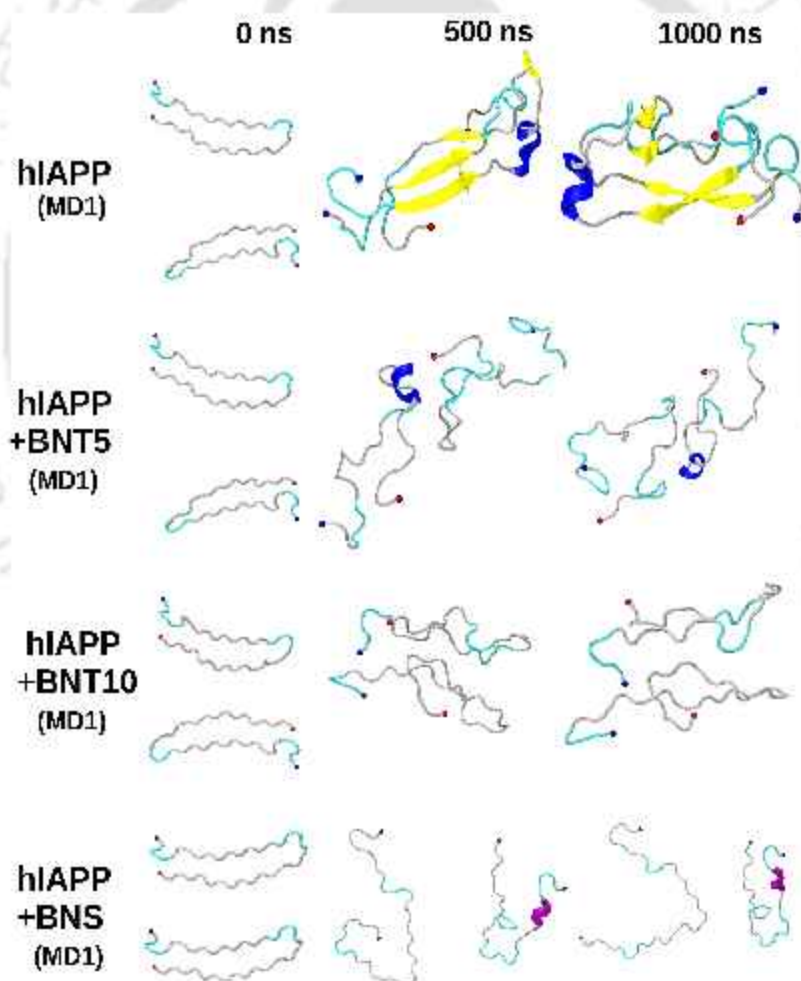 0 ns 500 ns 1000 ns
hIAPP
(MD1)
hIAPP
+BNT5
(MD1)
hIAPP
+BNT10
(MD1)
hIAPP
+BNS
(MD1)